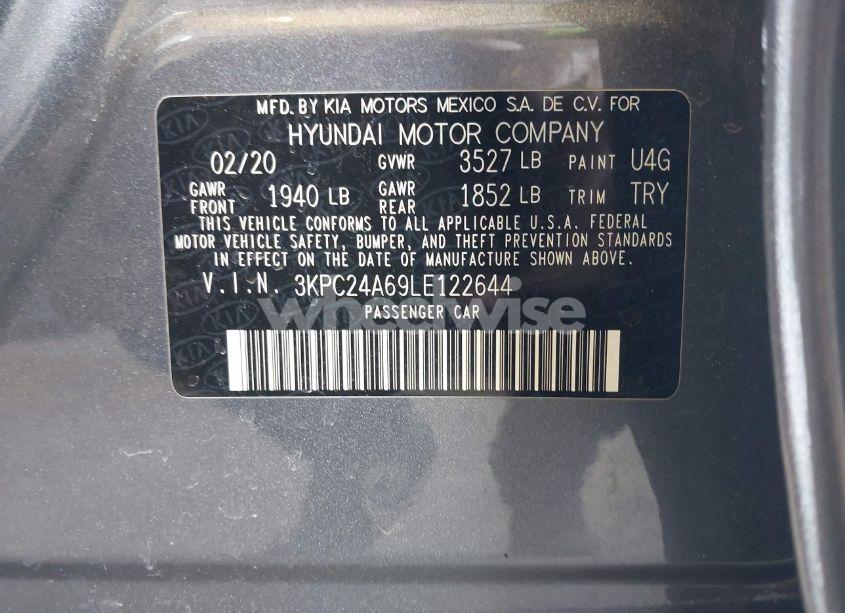 MFD. BY KIA MOTORS MEXICO S.A. DE C.V. FOR
HYUNDAI MOTOR COMPANY
02/20 GVWR 3527 LB PAINT U4G
GAWR FRONT 1940 LB GAWR REAR 1852 LB TRIM TRY
THIS VEHICLE CONFORMS TO ALL APPLICABLE U.S.A. FEDERAL
MOTOR VEHICLE SAFETY, BUMPER, AND THEFT PREVENTION STANDARDS
IN EFFECT ON THE DATE OF MANUFACTURE SHOWN ABOVE.
V.I.N. 3KPC24A69LE122644
wheelwise
PASSENGER CAR